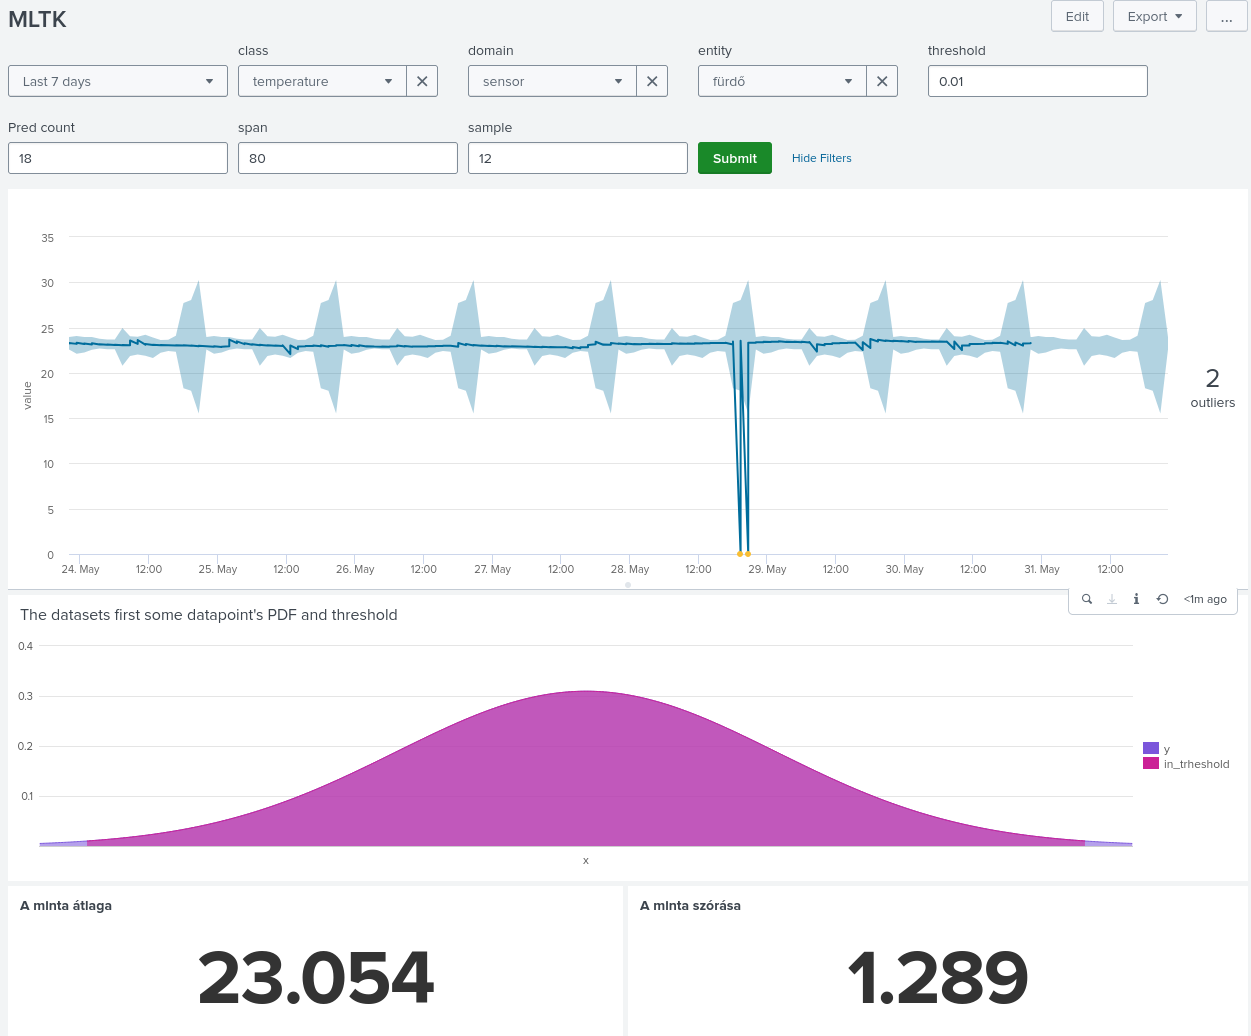 MLTK
Edit
Export
...
class
domain
entity
threshold
Last 7 days
temperature
sensor
fürdő
0.01
Pred count
span
sample
18
80
12
Submit
Hide Filters
35
30
25
20
15
10
5
0
value
24. May
12:00
25. May
12:00
26. May
12:00
27. May
12:00
28. May
12:00
29. May
12:00
30. May
12:00
31. May
12:00
2
outliers
<1m ago
The datasets first some datapoint's PDF and threshold
0.4
0.3
0.2
0.1
x
y
in_trheshold
A minta átlaga
23.054
A minta szórása
1.289